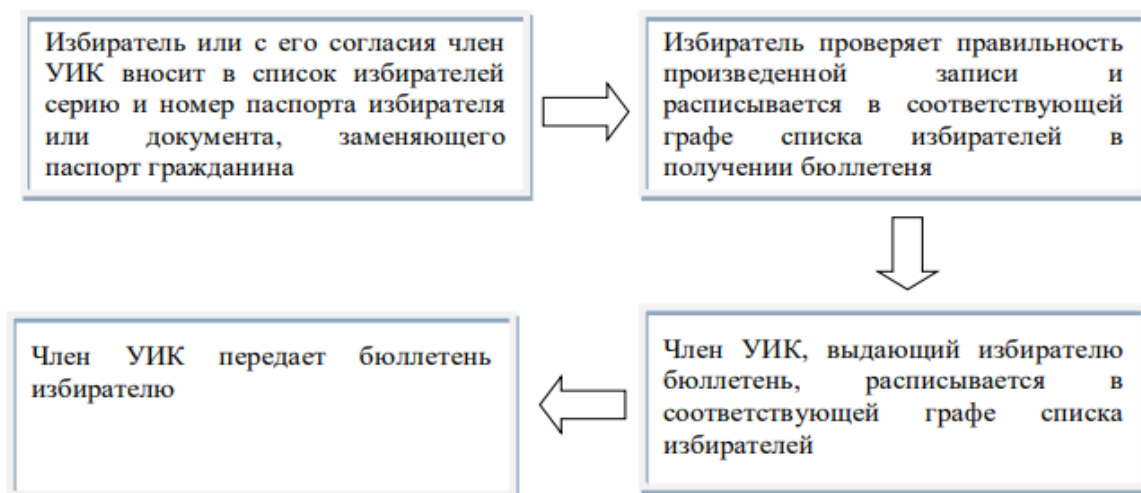 Избиратель или с его согласия член
УИК вносит в список избирателей
серию и номер паспорта избирателя
или документа, заменяющего
паспорт гражданина
Избиратель проверяет правильность
произведенной записи и
расписывается в соответствующей
графе списка избирателей в
получении бюллетеня
Член УИК, выдающий избирателю
бюллетень, расписывается в
соответствующей графе списка
избирателей
Член УИК передает бюллетень
избирателю